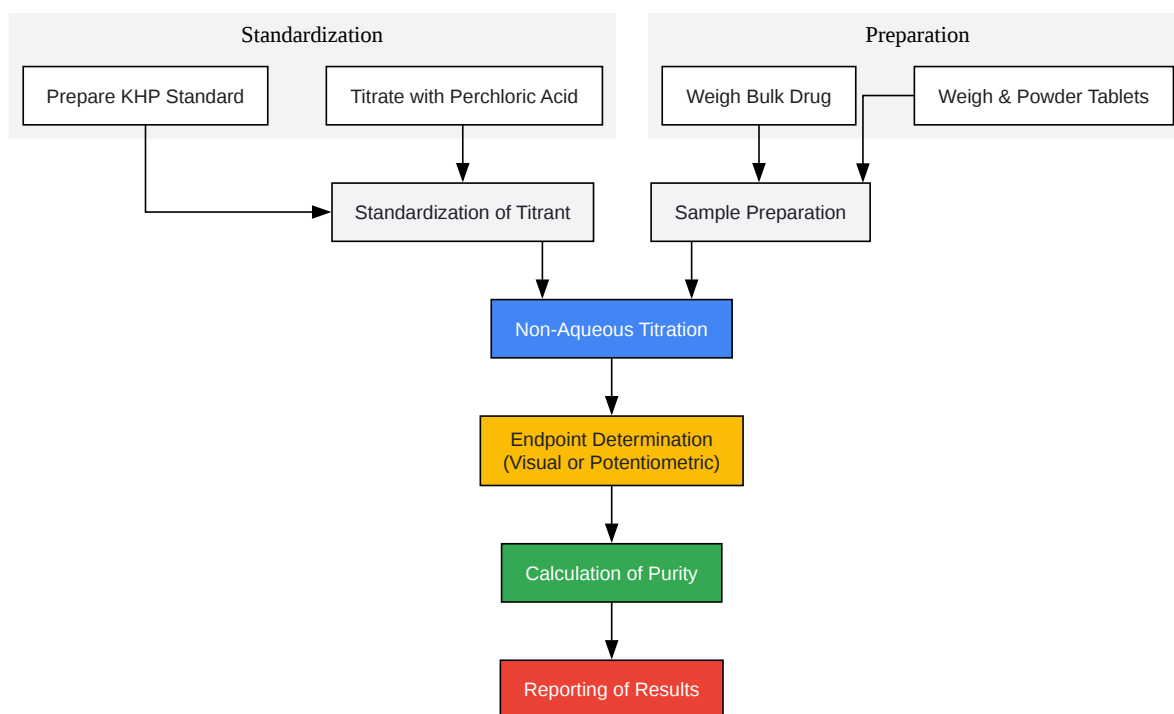 Standardization
Preparation
Prepare KHP Standard
Titrate with Perchloric Acid
Weigh Bulk Drug
Weigh & Powder Tablets
Standardization of Titrant
Sample Preparation
Non-Aqueous Titration
Endpoint Determination
(Visual or Potentiometric)
Calculation of Purity
Reporting of Results